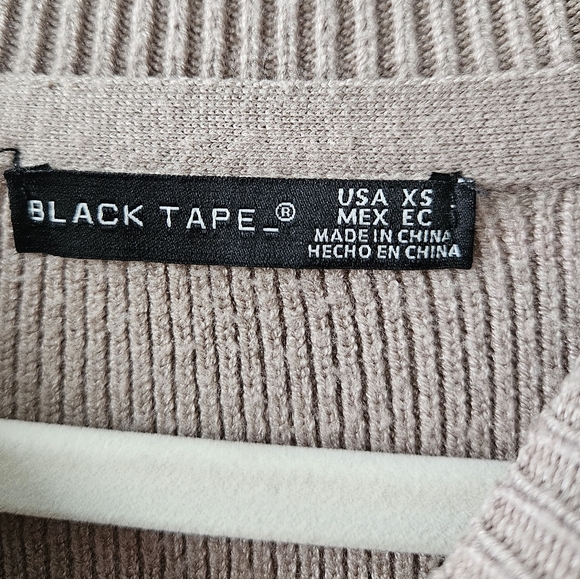 BLACK TAPE_®
USA XS
MEX EC
MADE IN CHINA
HECHO EN CHINA